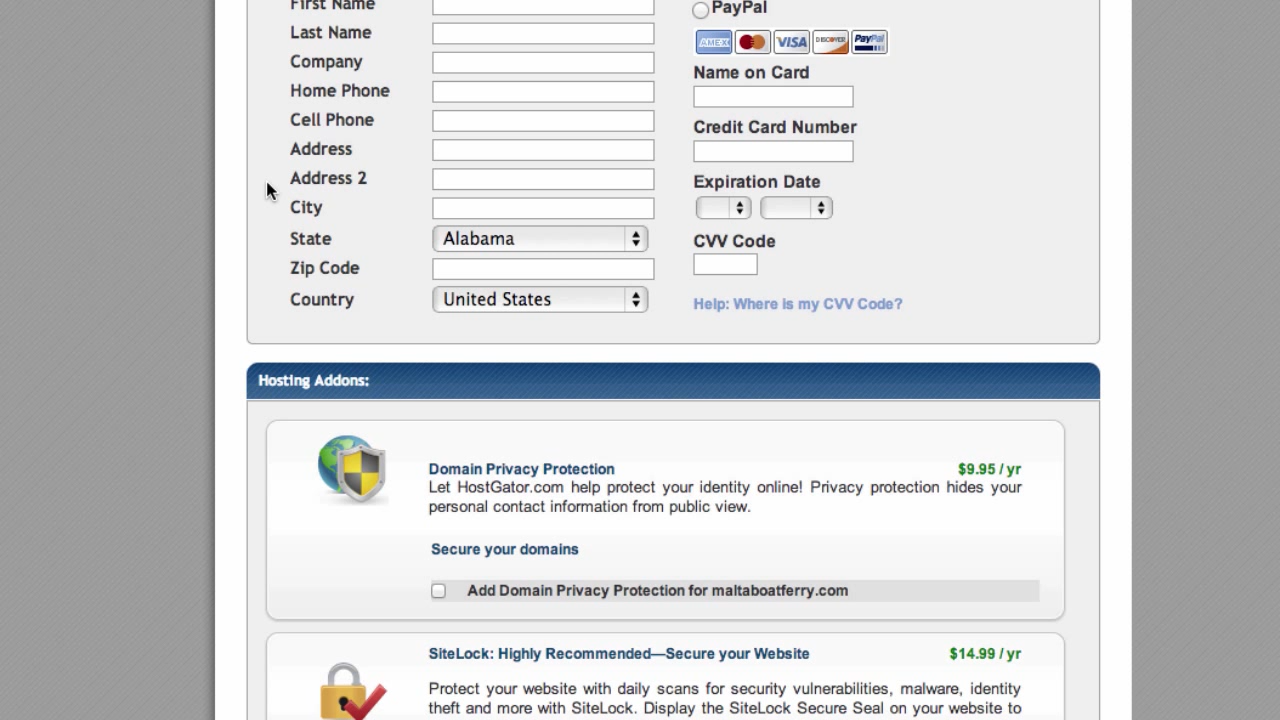 First Name
Last Name
Company
Home Phone
Cell Phone
Address
Address 2
City
State Alabama
Zip Code
Country United States
PayPal
AMEX VISA DISCOVER PayPal
Name on Card
Credit Card Number
Expiration Date
CVV Code
Help: Where is my CVV Code?
Hosting Addons:
Domain Privacy Protection $9.95 / yr
Let HostGator.com help protect your identity online! Privacy protection hides your
personal contact information from public view.
Secure your domains
Add Domain Privacy Protection for maltaboatferry.com
SiteLock: Highly Recommended—Secure your Website $14.99 / yr
Protect your website with daily scans for security vulnerabilities, malware, identity
theft and more with SiteLock. Display the SiteLock Secure Seal on your website to